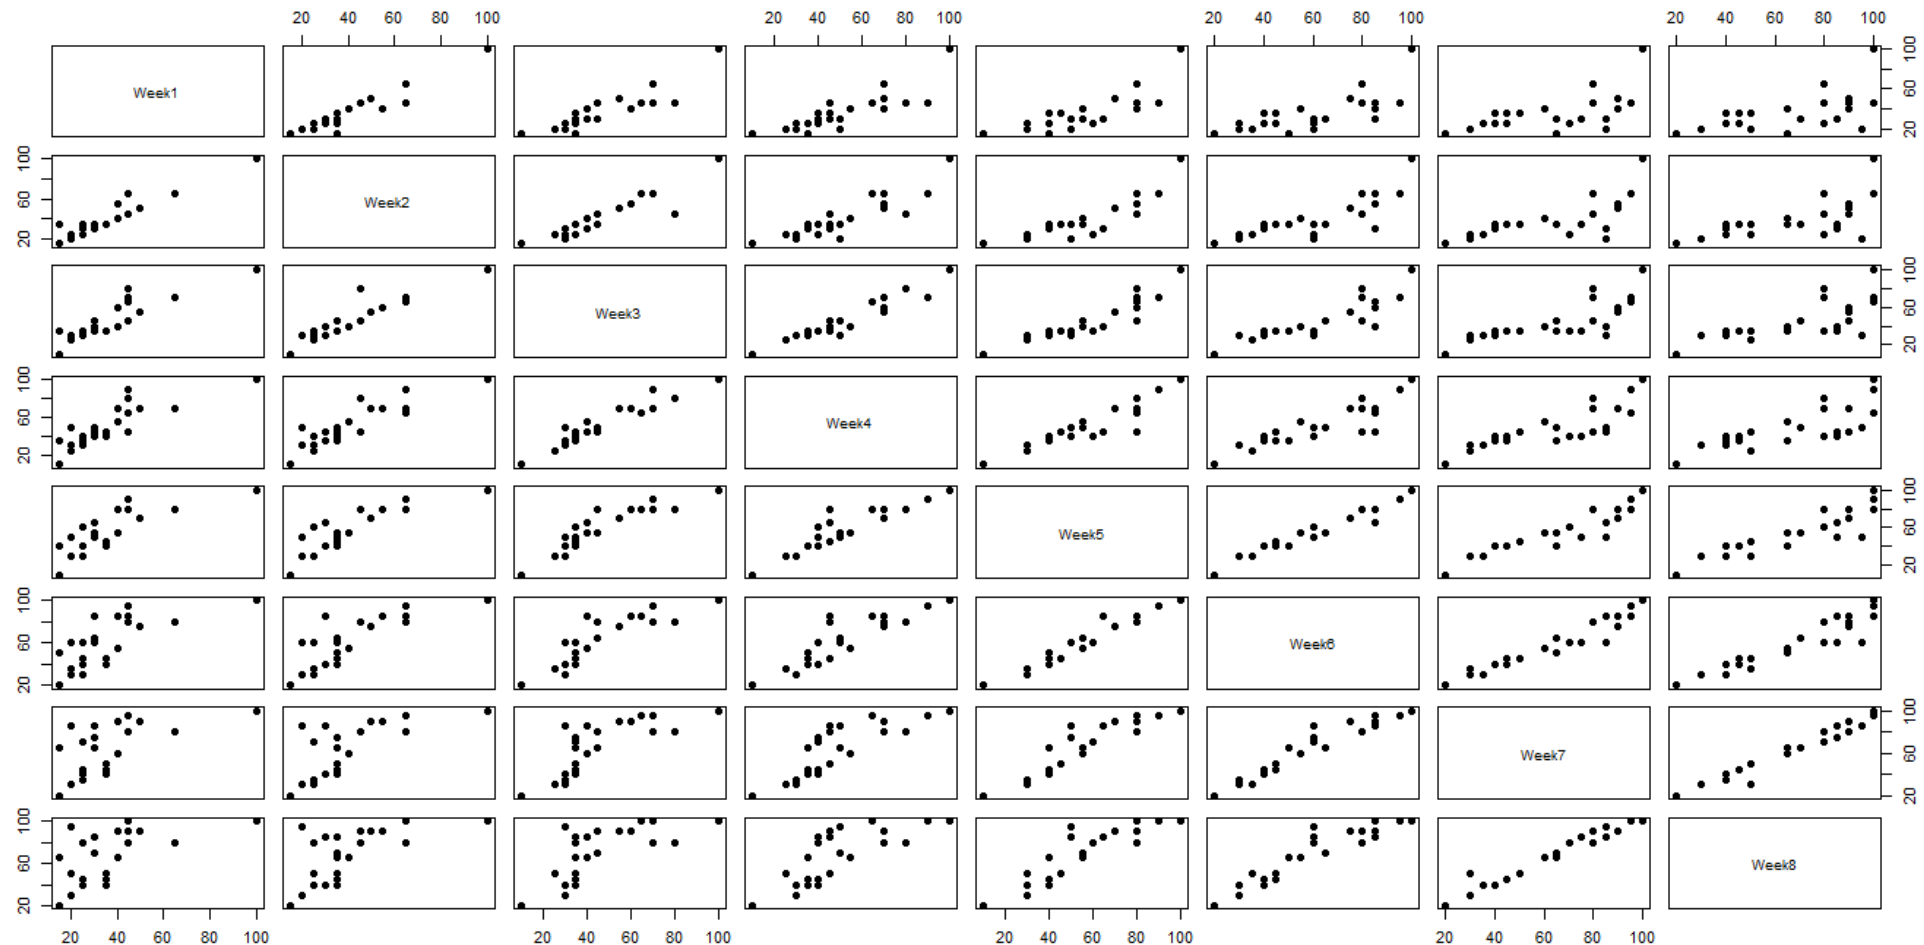 20 40 60 80 100 20 40 60 80 100 20 40 60 80 100 20 40 60 80 100
Week1 20 60 100
20 60 100 Week2
Week3 20 60 100
20 60 100 Week4
Week5 20 60 100
20 60 100 Week6
20 60 100 Week7
20 60 100
20 60 100 Week8
20 40 60 80 100 20 40 60 80 100 20 40 60 80 100 20 40 60 80 100